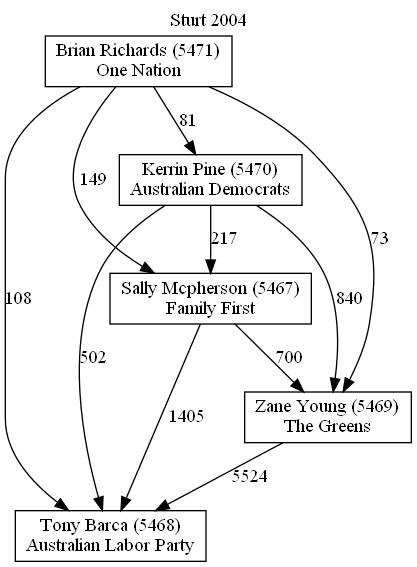 Sturt 2004
Brian Richards (5471)
One Nation
81
Kerrin Pine (5470)
Australian Democrats
149
217
73
Sally Mcpherson (5467)
Family First
108
840
502
700
1405
Zane Young (5469)
The Greens
5524
Tony Barca (5468)
Australian Labor Party